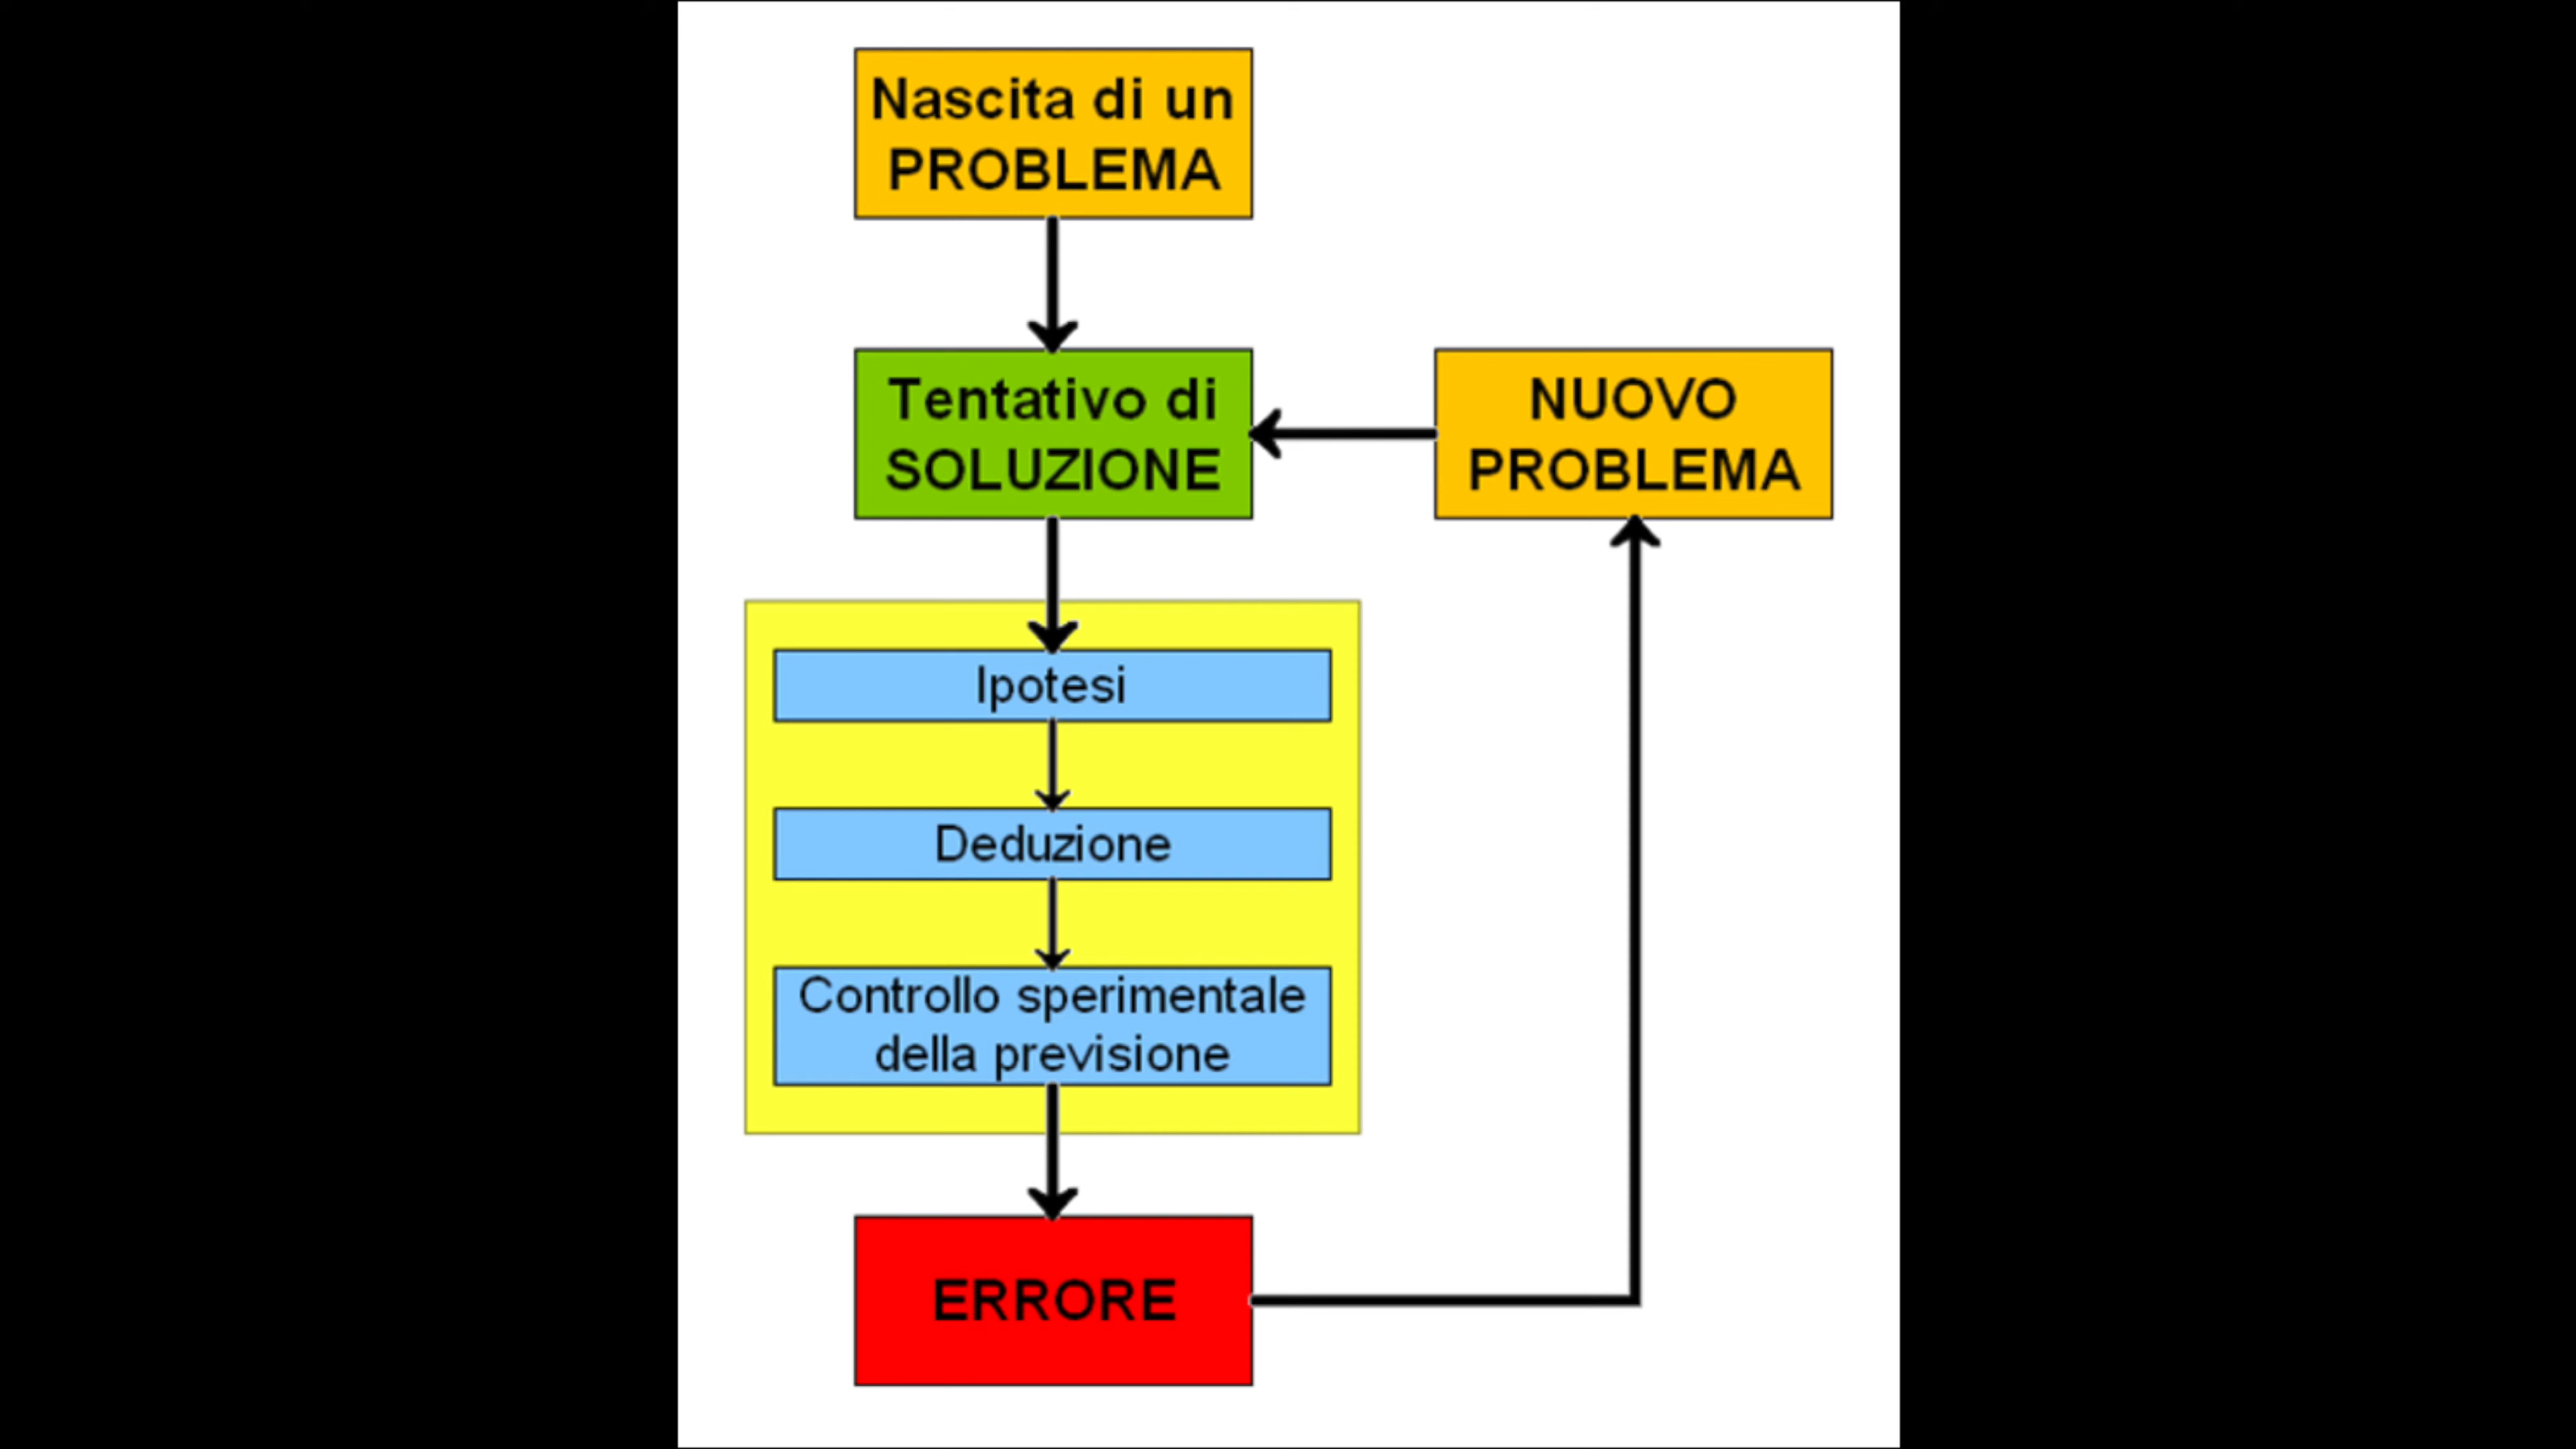 Nascita di un
PROBLEMA
Tentativo di
SOLUZIONE
NUOVO
PROBLEMA
Ipotesi
Deduzione
Controllo sperimentale
della previsione
ERRORE